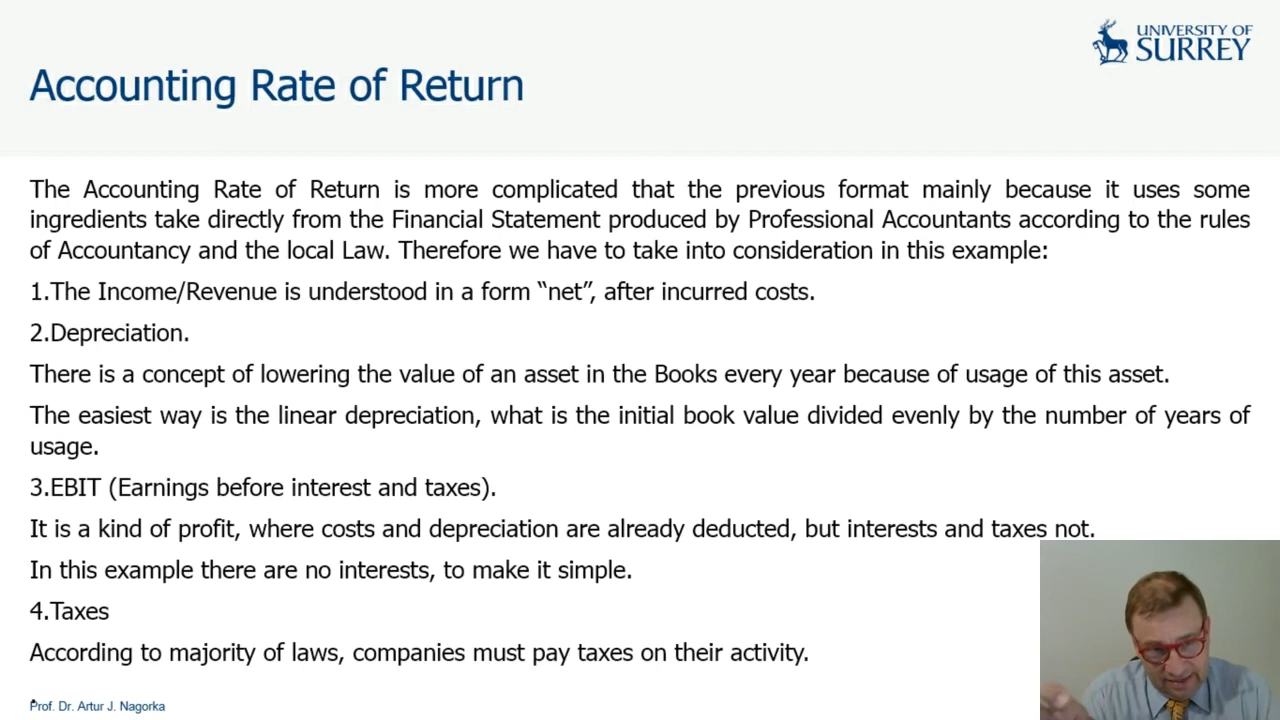 UNIVERSITY OF
SURREY
Accounting Rate of Return
The Accounting Rate of Return is more complicated that the previous format mainly because it uses some
ingredients take directly from the Financial Statement produced by Professional Accountants according to the rules
of Accountancy and the local Law. Therefore we have to take into consideration in this example:
1.The Income/Revenue is understood in a form “net”, after incurred costs.
2.Depreciation.
There is a concept of lowering the value of an asset in the Books every year because of usage of this asset.
The easiest way is the linear depreciation, what is the initial book value divided evenly by the number of years of
usage.
3.EBIT (Earnings before interest and taxes).
It is a kind of profit, where costs and depreciation are already deducted, but interests and taxes not.
In this example there are no interests, to make it simple.
4.Taxes
According to majority of laws, companies must pay taxes on their activity.
Prof. Dr. Artur J. Nagorka